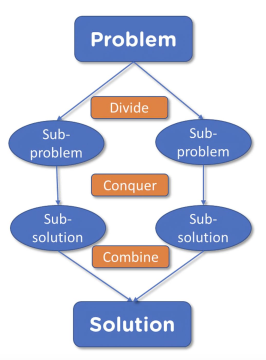 Problem
Divide
Sub-
problem
Sub-
problem
Conquer
Sub-
solution
Sub-
solution
Combine
Solution